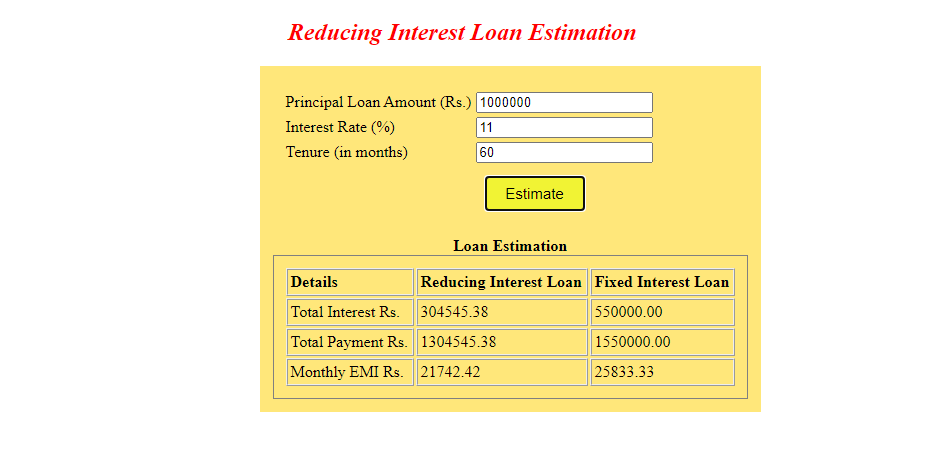 Reducing Interest Loan Estimation
Principal Loan Amount (Rs.) 1000000
Interest Rate (%) 11
Tenure (in months) 60
Estimate
Loan Estimation
Details Reducing Interest Loan Fixed Interest Loan
Total Interest Rs. 304545.38 550000.00
Total Payment Rs. 1304545.38 1550000.00
Monthly EMI Rs. 21742.42 25833.33